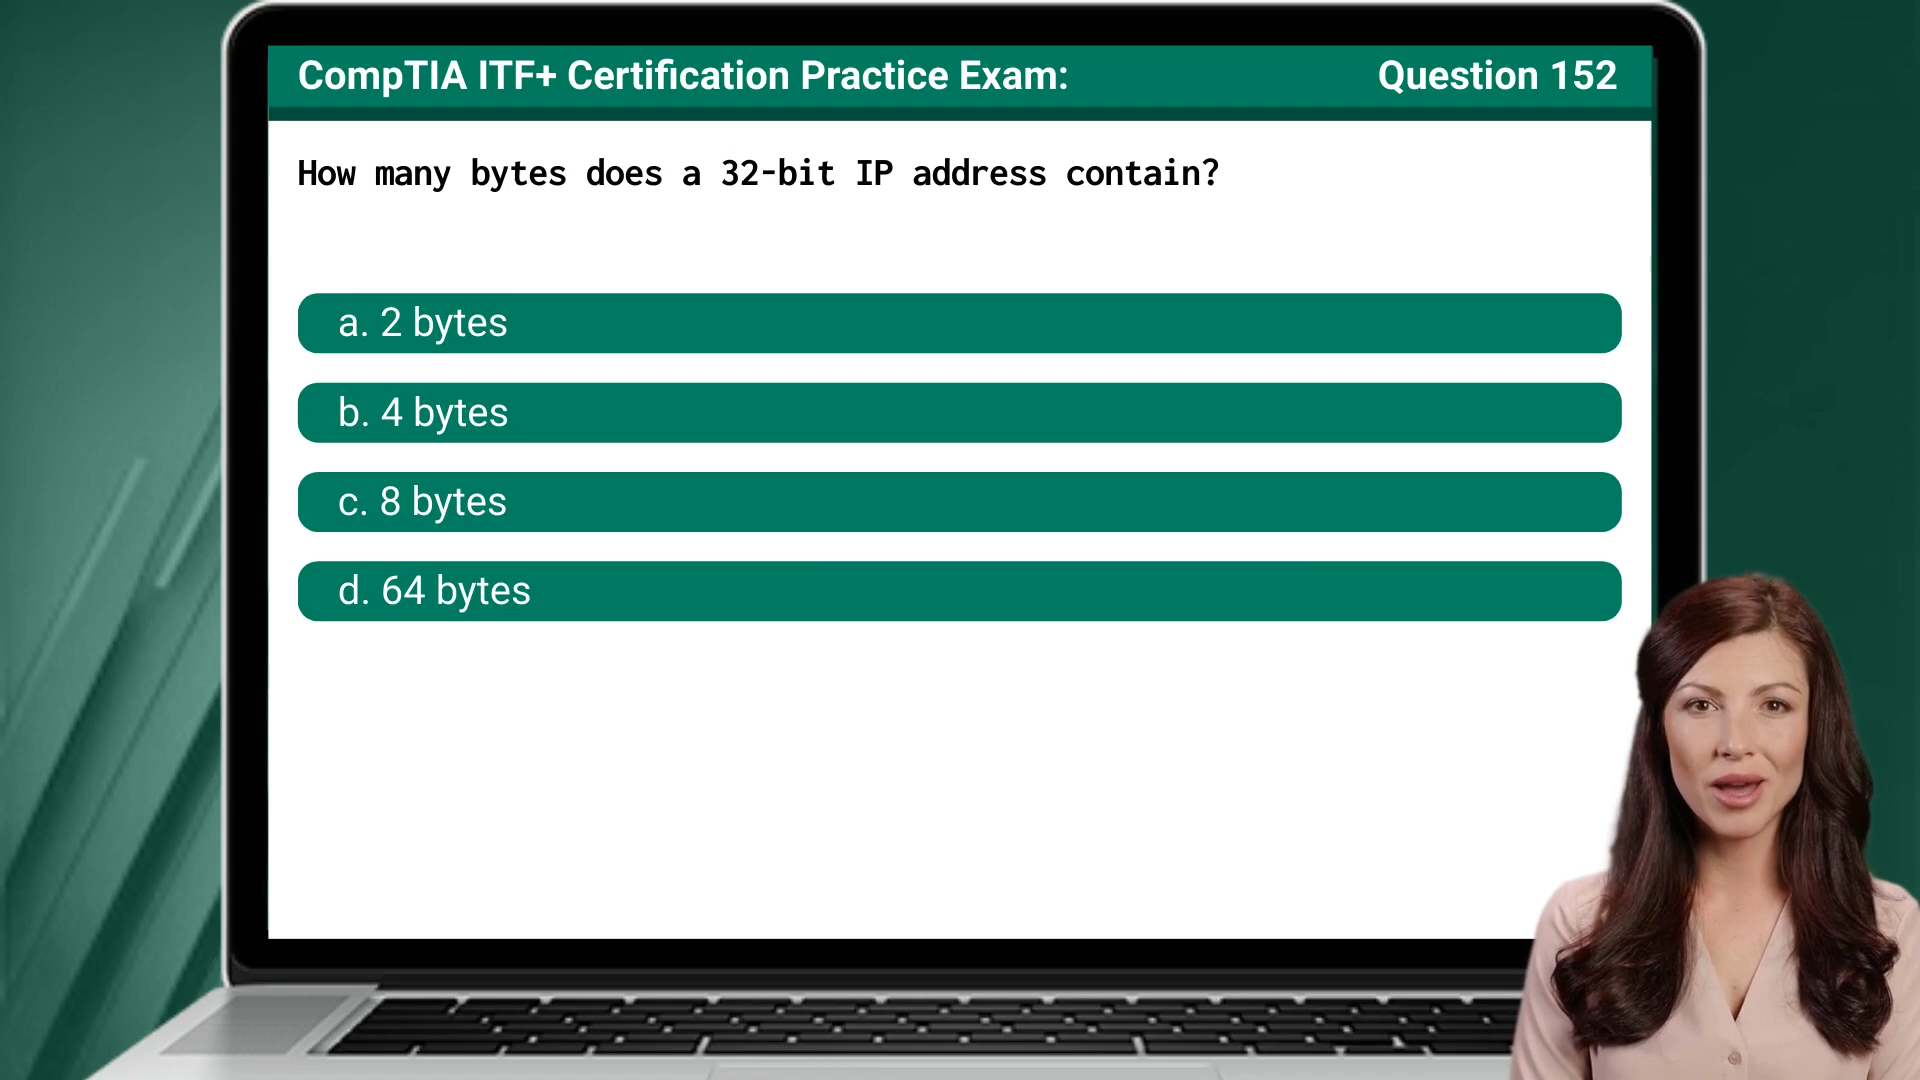 CompTIA ITF+ Certification Practice Exam: Question 152
How many bytes does a 32-bit IP address contain?
a. 2 bytes
b. 4 bytes
c. 8 bytes
d. 64 bytes